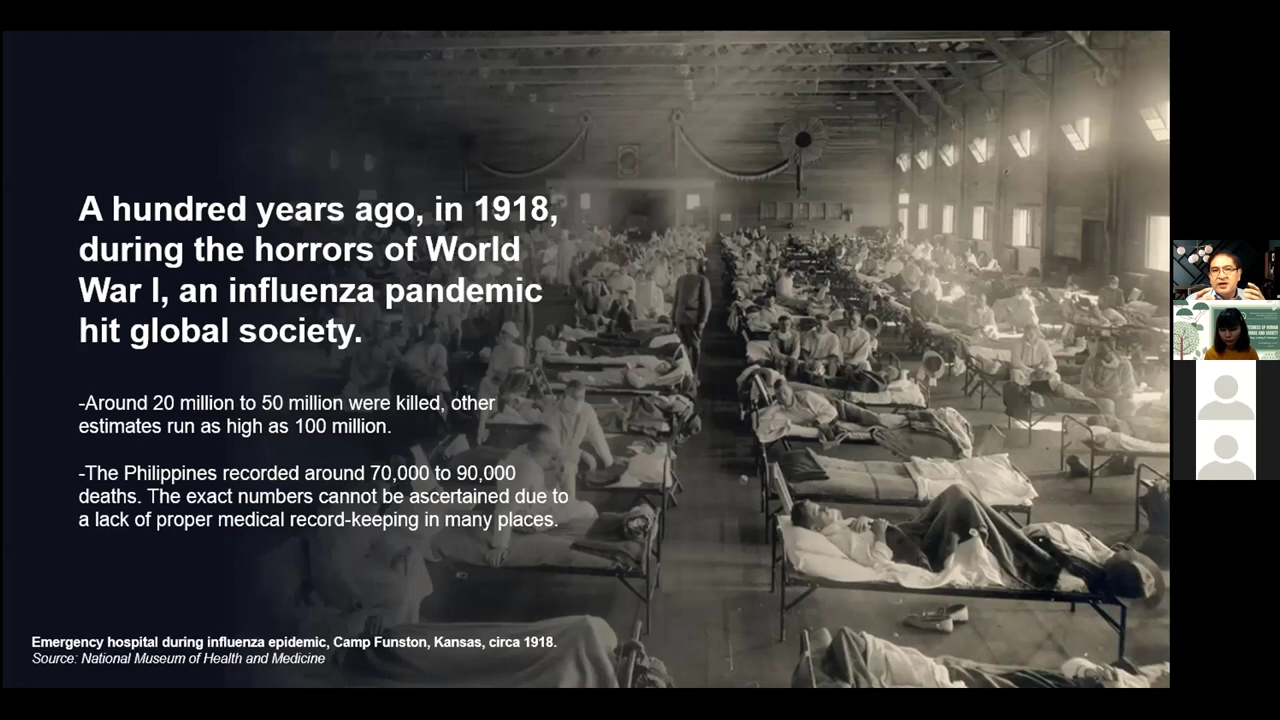 A hundred years ago, in 1918,
during the horrors of World
War I, an influenza pandemic
hit global society.
-Around 20 million to 50 million were killed, other
estimates run as high as 100 million.
-The Philippines recorded around 70,000 to 90,000
deaths. The exact numbers cannot be ascertained due to
a lack of proper medical record-keeping in many places.
Emergency hospital during influenza epidemic, Camp Funston, Kansas, circa 1918.
Source: National Museum of Health and Medicine